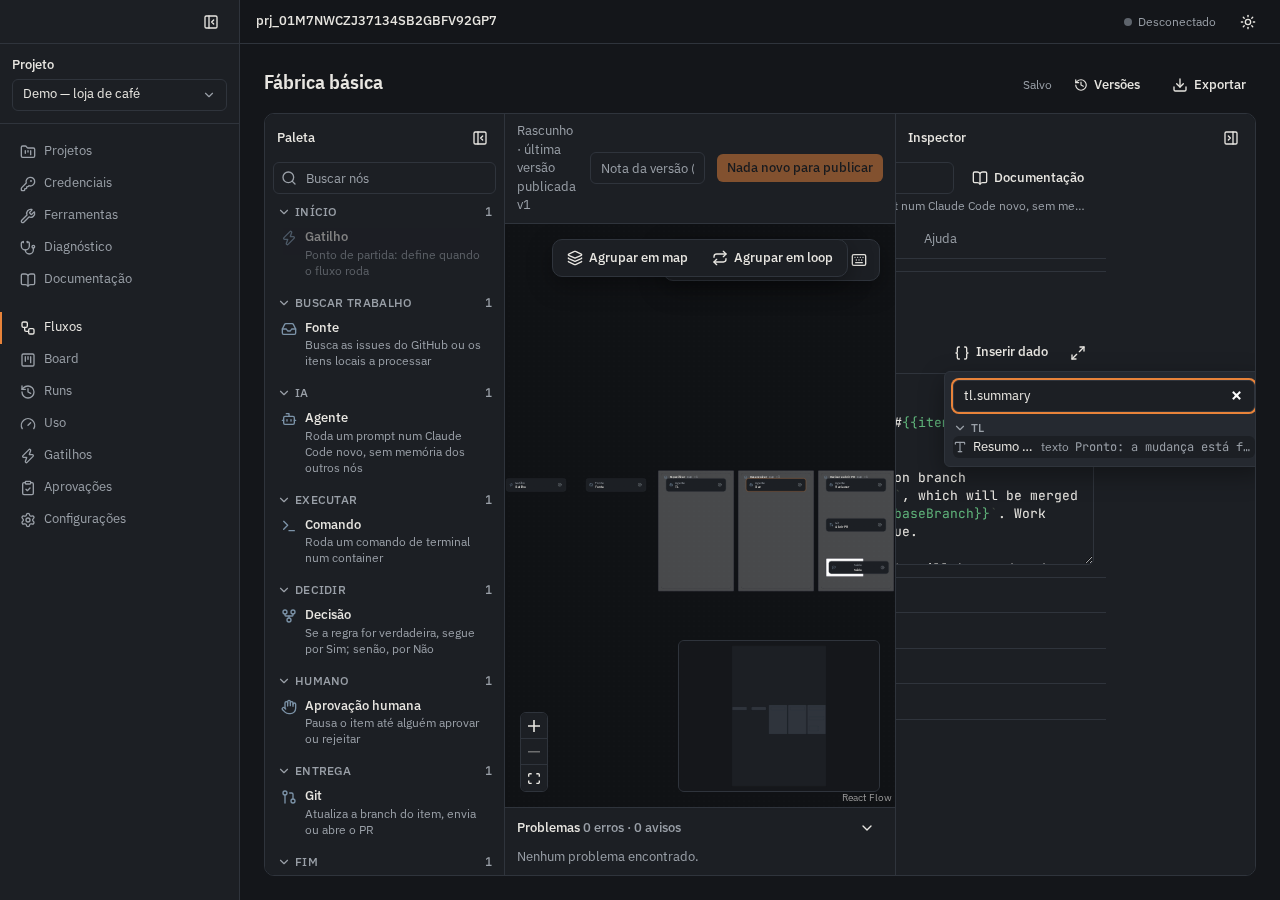 prj_01M7NWCZJ37134SB2GBFV92GP7
Desconectado
Projeto
Demo — loja de café
Projetos
Credenciais
Ferramentas
Diagnóstico
Documentação
Fluxos
Board
Runs
Uso
Gatilhos
Aprovações
Configurações
Fábrica básica
Salvo
Versões
Exportar
Paleta
Buscar nós
INÍCIO 1
Gatilho
Ponto de partida: define quando
o fluxo roda
BUSCAR TRABALHO 1
Fonte
Busca as issues do GitHub ou os
itens locais a processar
IA 1
Agente
Roda um prompt num Claude
Code novo, sem memória dos
outros nós
EXECUTAR 1
Comando
Roda um comando de terminal
num container
DECIDIR 1
Decisão
Se a regra for verdadeira, segue
por Sim; senão, por Não
HUMANO 1
Aprovação humana
Pausa o item até alguém aprovar
ou rejeitar
ENTREGA 1
Git
Atualiza a branch do item, envia
ou abre o PR
FIM 1
Rascunho
· última
versão
publicada
v1
Nota da versão (
Nada novo para publicar
Agrupar em map
Agrupar em loop
React Flow
Problemas 0 erros · 0 avisos
Nenhum problema encontrado.
Inspector
Documentação
t num Claude Code novo, sem me…
Ajuda
Inserir dado
tl.summary
TL
Resumo … texto Pronto: a mudança está f…
#{{iter
on branch
`, which will be merged
baseBranch}}`. Work
ue.